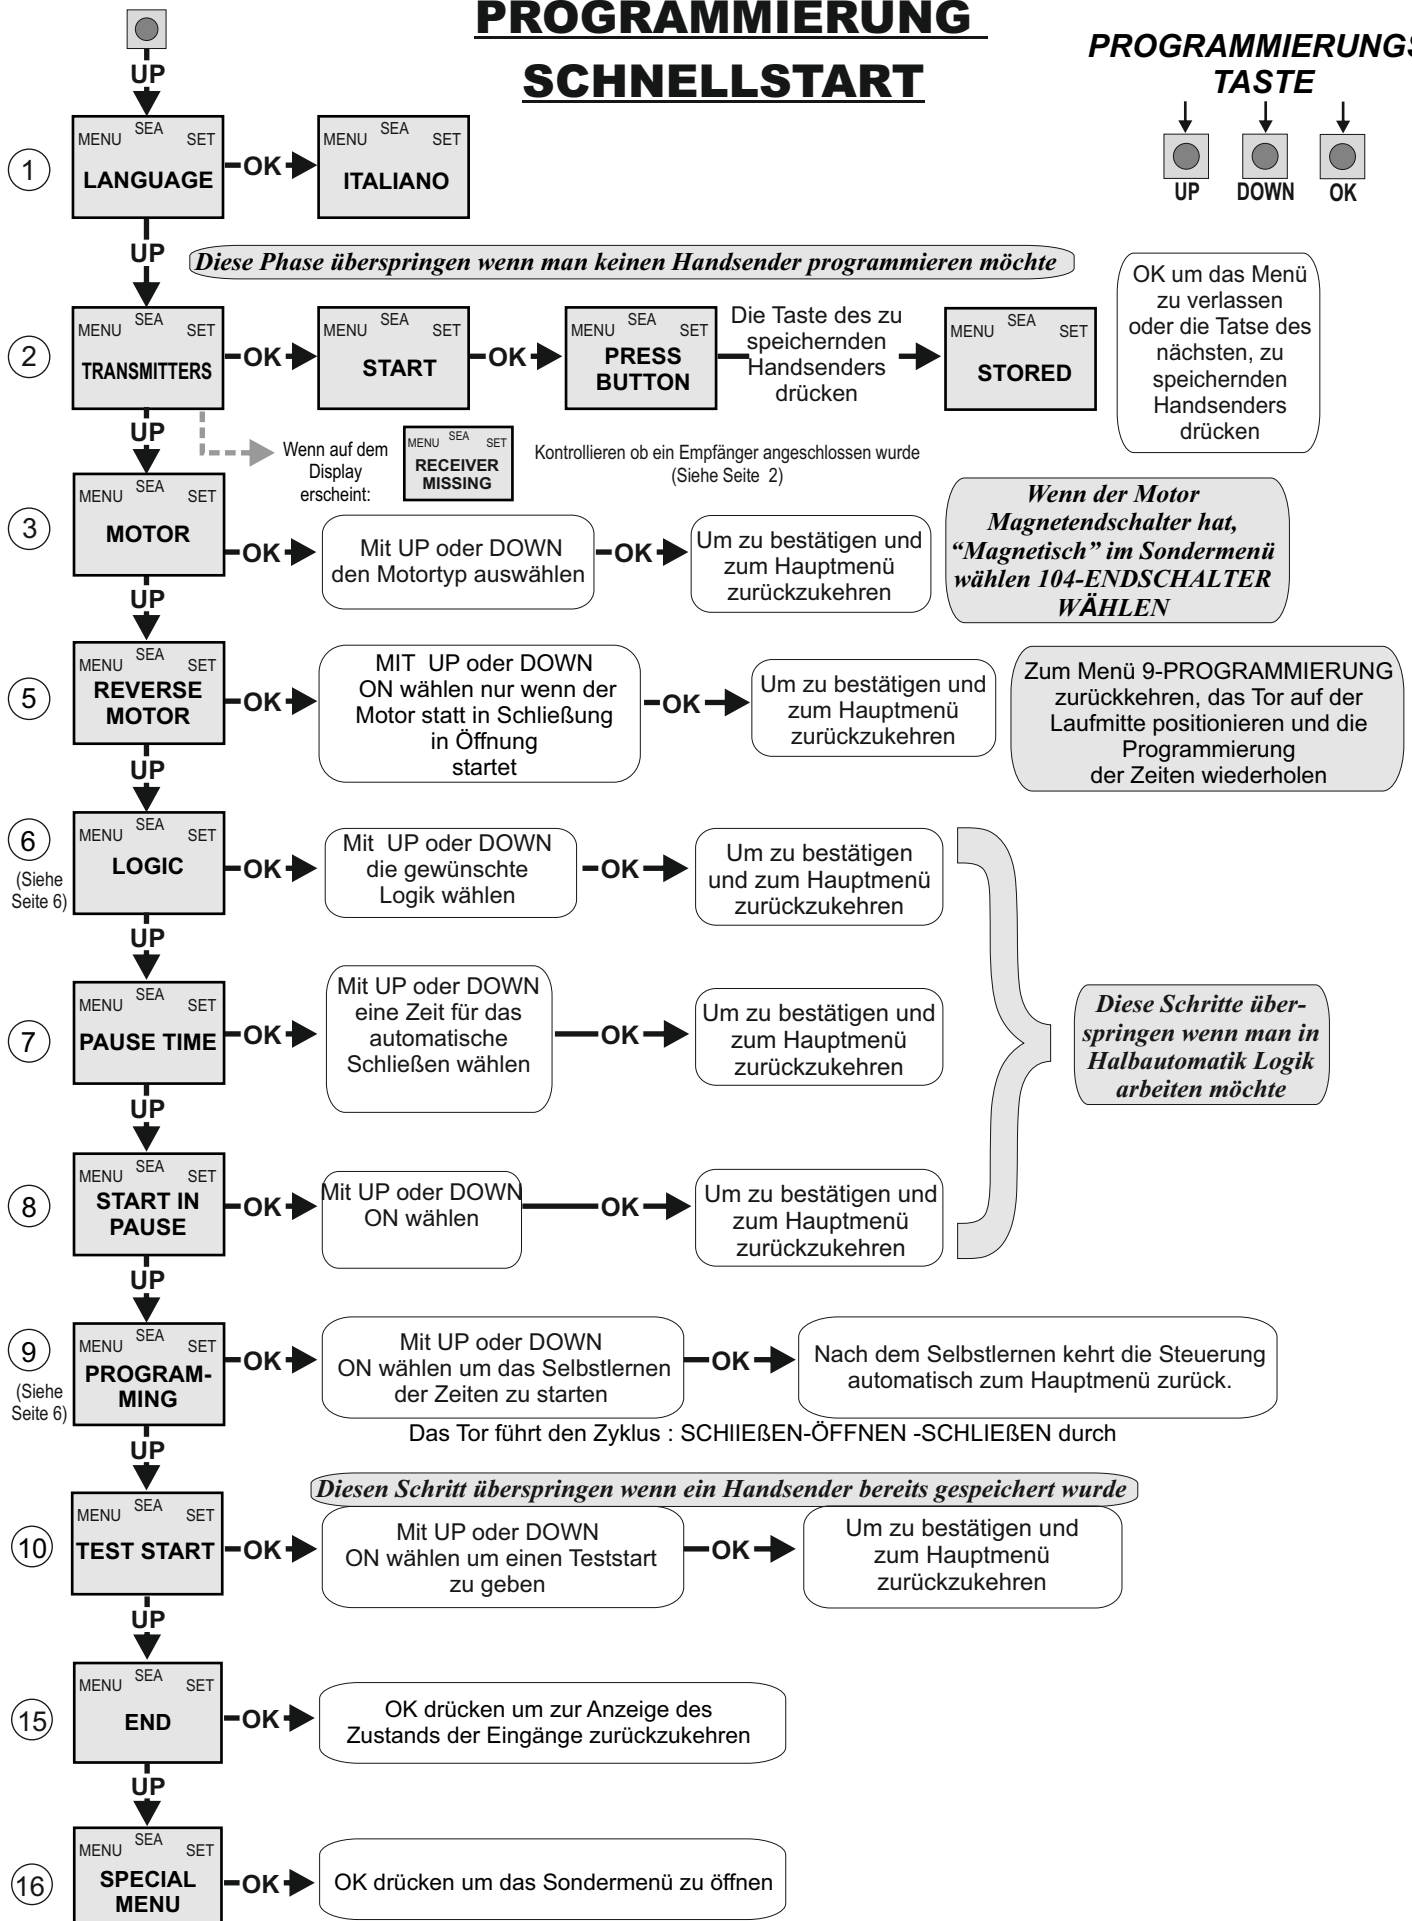 PROGRAMMIERUNG
SCHNELLSTART
PROGRAMMIERUNGS
TASTE
UP DOWN OK
UP
1
MENU SEA SET
LANGUAGE
OK
MENU SEA SET
ITALIANO
UP
Diese Phase überspringen wenn man keinen Handsender programmieren möchte
2
MENU SEA SET
TRANSMITTERS
OK
MENU SEA SET
START
OK
MENU SEA SET
PRESS
BUTTON
Die Taste des zu
speichernden
Handsenders
drücken
MENU SEA SET
STORED
OK um das Menü
zu verlassen
oder die Tatse des
nächsten, zu
speichernden
Handsenders
drücken
UP
Wenn auf dem
Display
erscheint:
MENU SEA SET
RECEIVER
MISSING
Kontrollieren ob ein Empfänger angeschlossen wurde
(Siehe Seite 2)
3
MENU SEA SET
MOTOR
OK
Mit UP oder DOWN
den Motortyp auswählen
OK
Um zu bestätigen und
zum Hauptmenü
zurückzukehren
Wenn der Motor
Magnetendschalter hat,
“Magnetisch” im Sondermenü
wählen 104-ENDSCHALTER
WÄHLEN
UP
5
MENU SEA SET
REVERSE
MOTOR
OK
MIT UP oder DOWN
ON wählen nur wenn der
Motor statt in Schließung
in Öffnung
startet
OK
Um zu bestätigen und
zum Hauptmenü
zurückzukehren
Zum Menü 9-PROGRAMMIERUNG
zurückkehren, das Tor auf der
Laufmitte positionieren und die
Programmierung
der Zeiten wiederholen
UP
6
(Siehe
Seite 6)
MENU SEA SET
LOGIC
OK
Mit UP oder DOWN
die gewünschte
Logik wählen
OK
Um zu bestätigen
und zum Hauptmenü
zurückzukehren
UP
7
MENU SEA SET
PAUSE TIME
OK
Mit UP oder DOWN
eine Zeit für das
automatische
Schließen wählen
OK
Um zu bestätigen und
zum Hauptmenü
zurückzukehren
Diese Schritte über-
springen wenn man in
Halbautomatik Logik
arbeiten möchte
UP
8
MENU SEA SET
START IN
PAUSE
OK
Mit UP oder DOWN
ON wählen
OK
Um zu bestätigen und
zum Hauptmenü
zurückzukehren
UP
9
(Siehe
Seite 6)
MENU SEA SET
PROGRAM-
MING
OK
Mit UP oder DOWN
ON wählen um das Selbstlernen
der Zeiten zu starten
OK
Nach dem Selbstlernen kehrt die Steuerung
automatisch zum Hauptmenü zurück.
Das Tor führt den Zyklus : SCHIIEßEN-ÖFFNEN -SCHLIEßEN durch
UP
Diesen Schritt überspringen wenn ein Handsender bereits gespeichert wurde
10
MENU SEA SET
TEST START
OK
Mit UP oder DOWN
ON wählen um einen Teststart
zu geben
OK
Um zu bestätigen und
zum Hauptmenü
zurückzukehren
UP
15
MENU SEA SET
END
OK
OK drücken um zur Anzeige des
Zustands der Eingänge zurückzukehren
UP
16
MENU SEA SET
SPECIAL
MENU
OK
OK drücken um das Sondermenü zu öffnen